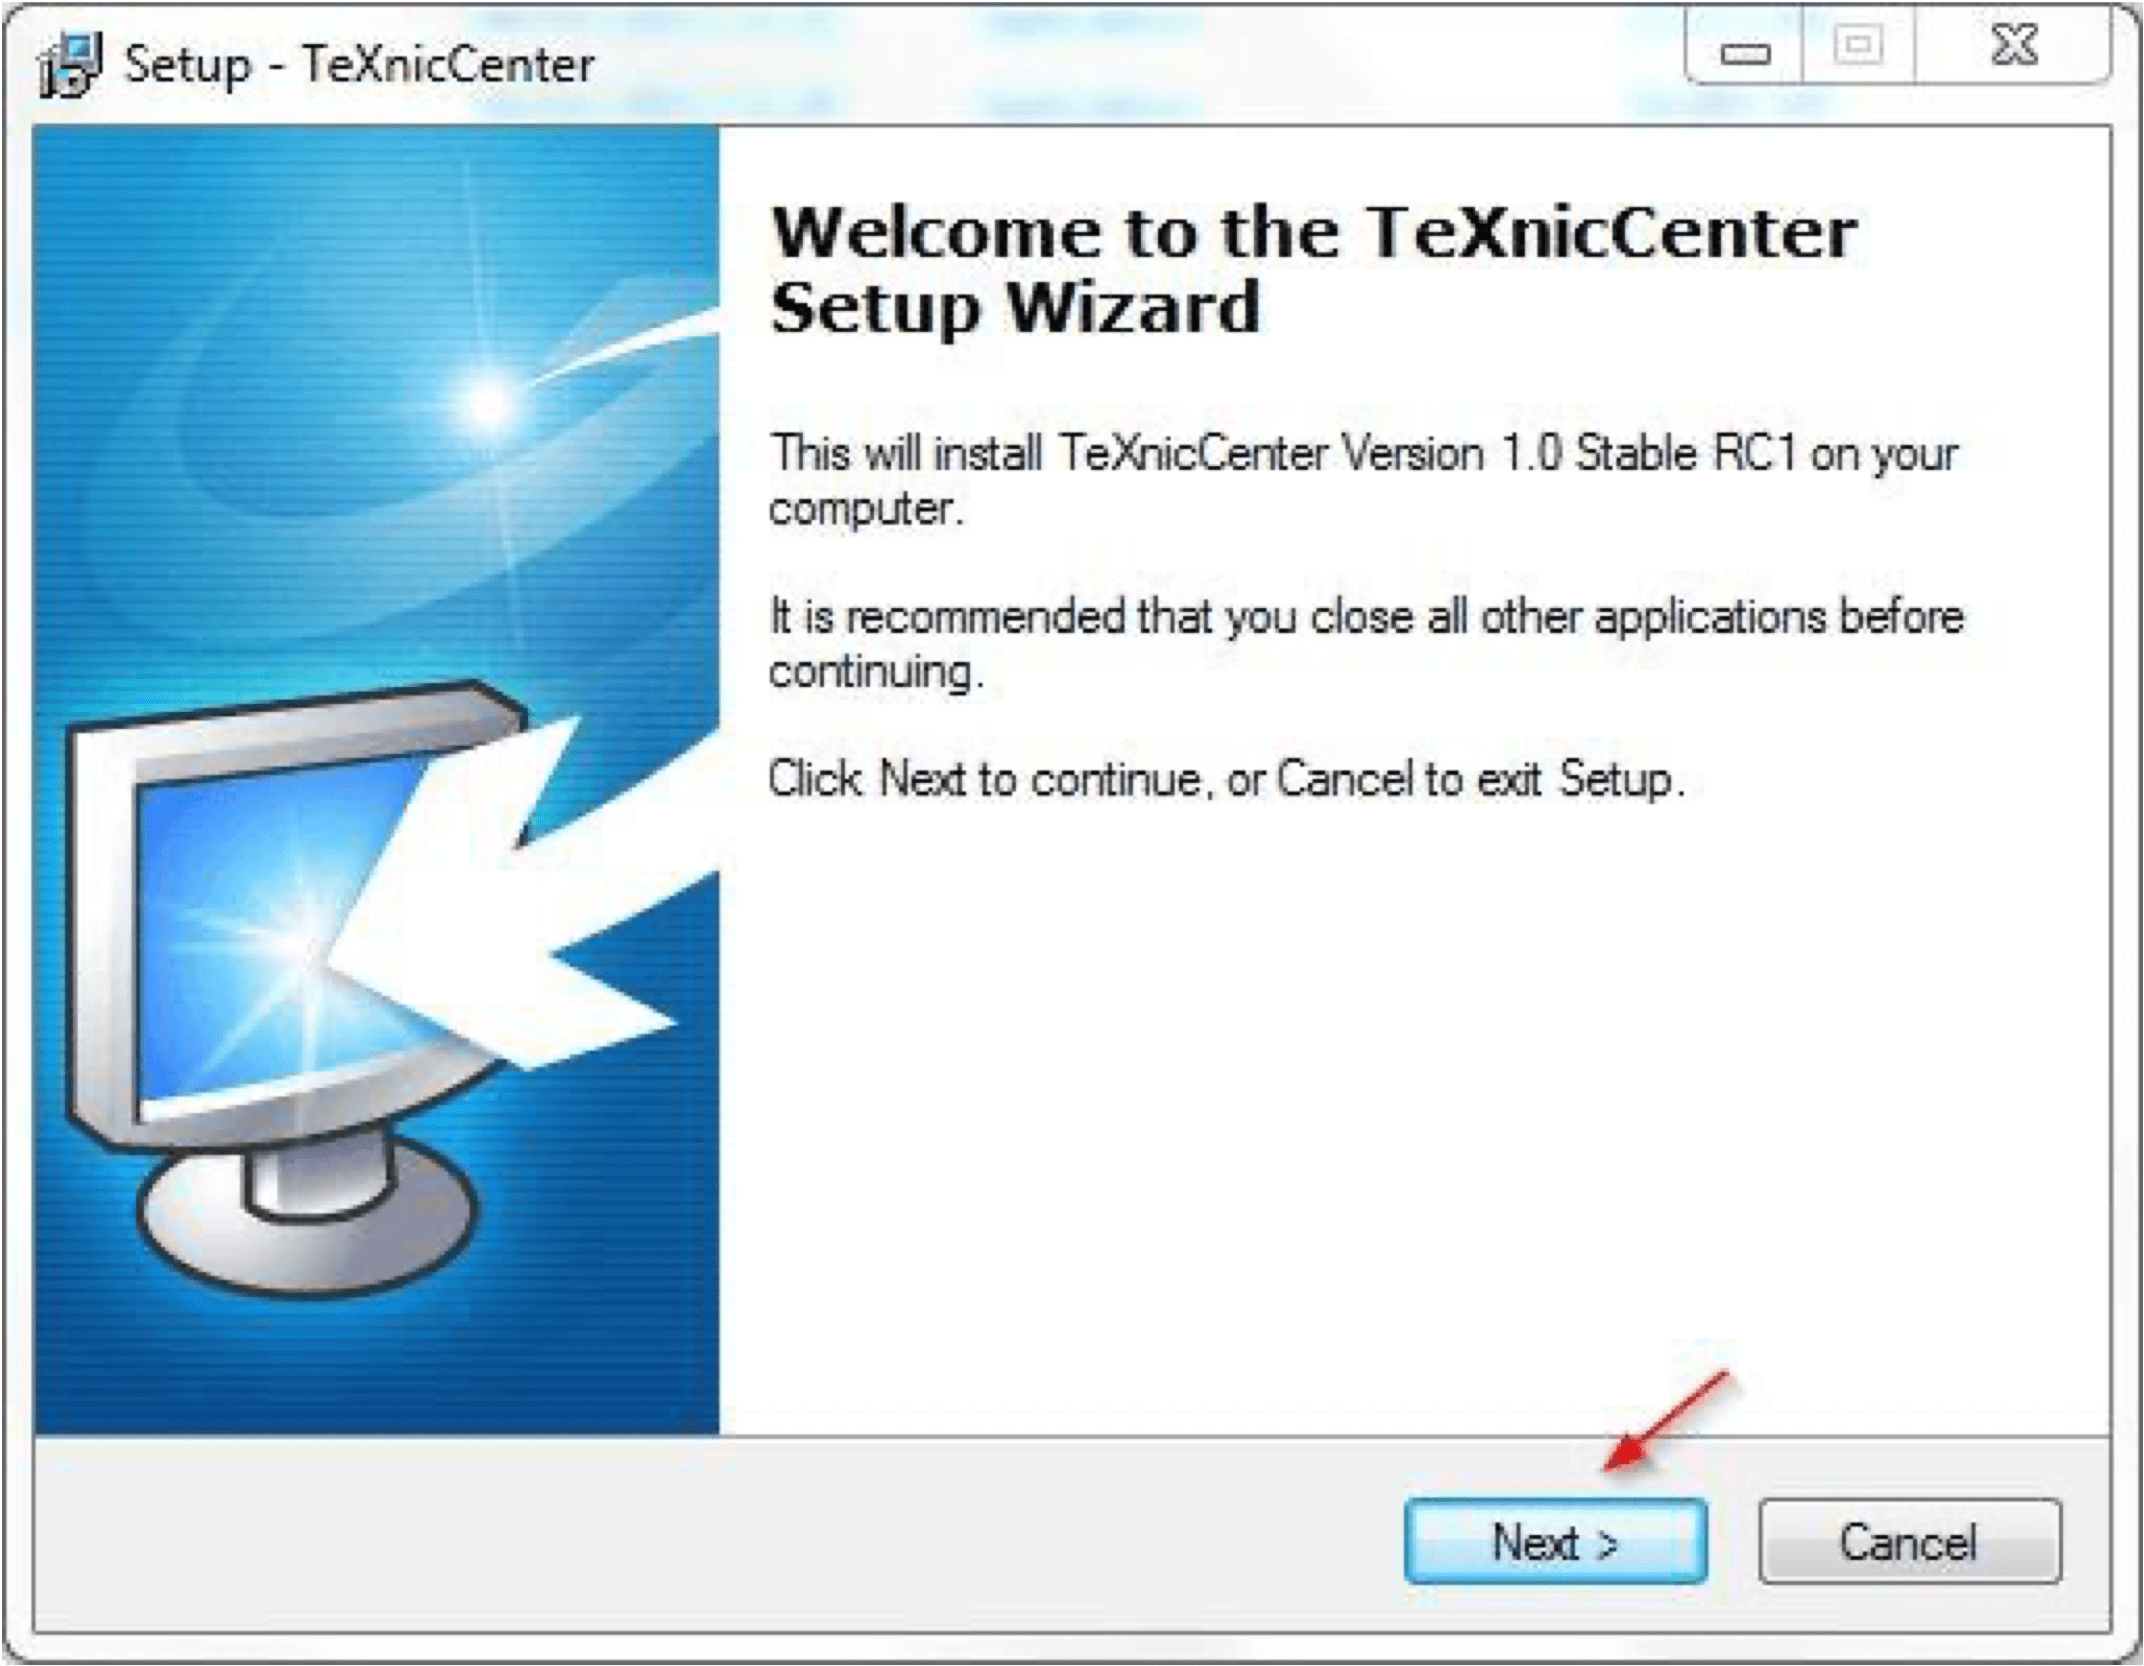 Setup - TeXnicCenter
Welcome to the TeXnicCenter
Setup Wizard
This will install TeXnicCenter Version 1.0 Stable RC1 on your
computer.
It is recommended that you close all other applications before
continuing.
Click Next to continue, or Cancel to exit Setup.
Next >
Cancel